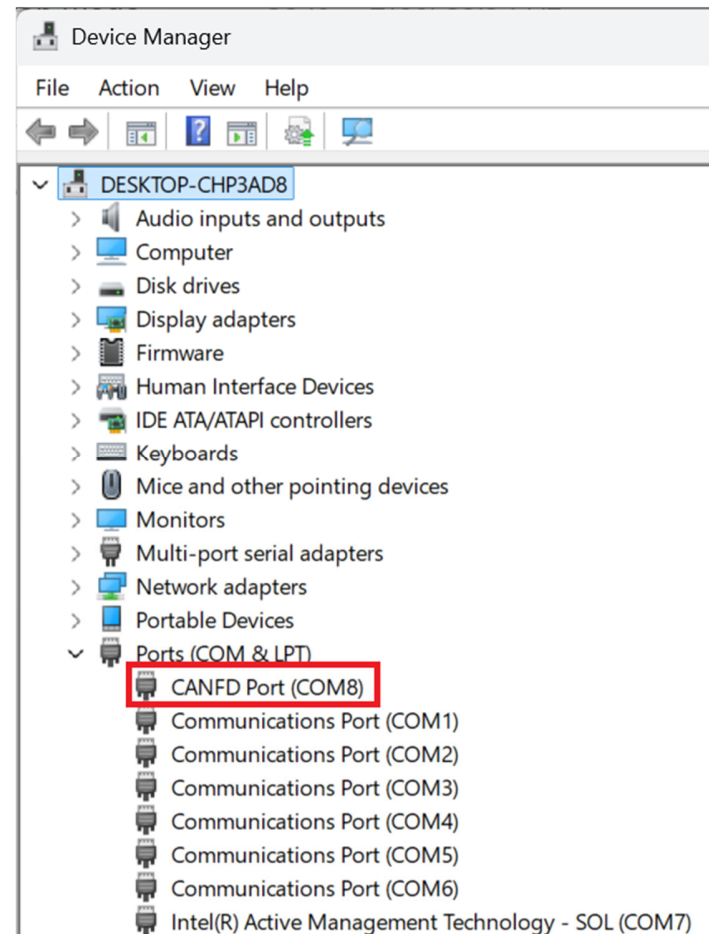 Device Manager
File Action View Help
DESKTOP-CHP3AD8
Audio inputs and outputs
Computer
Disk drives
Display adapters
Firmware
Human Interface Devices
IDE ATA/ATAPI controllers
Keyboards
Mice and other pointing devices
Monitors
Multi-port serial adapters
Network adapters
Portable Devices
Ports (COM & LPT)
CANFD Port (COM8)
Communications Port (COM1)
Communications Port (COM2)
Communications Port (COM3)
Communications Port (COM4)
Communications Port (COM5)
Communications Port (COM6)
Intel(R) Active Management Technology - SOL (COM7)